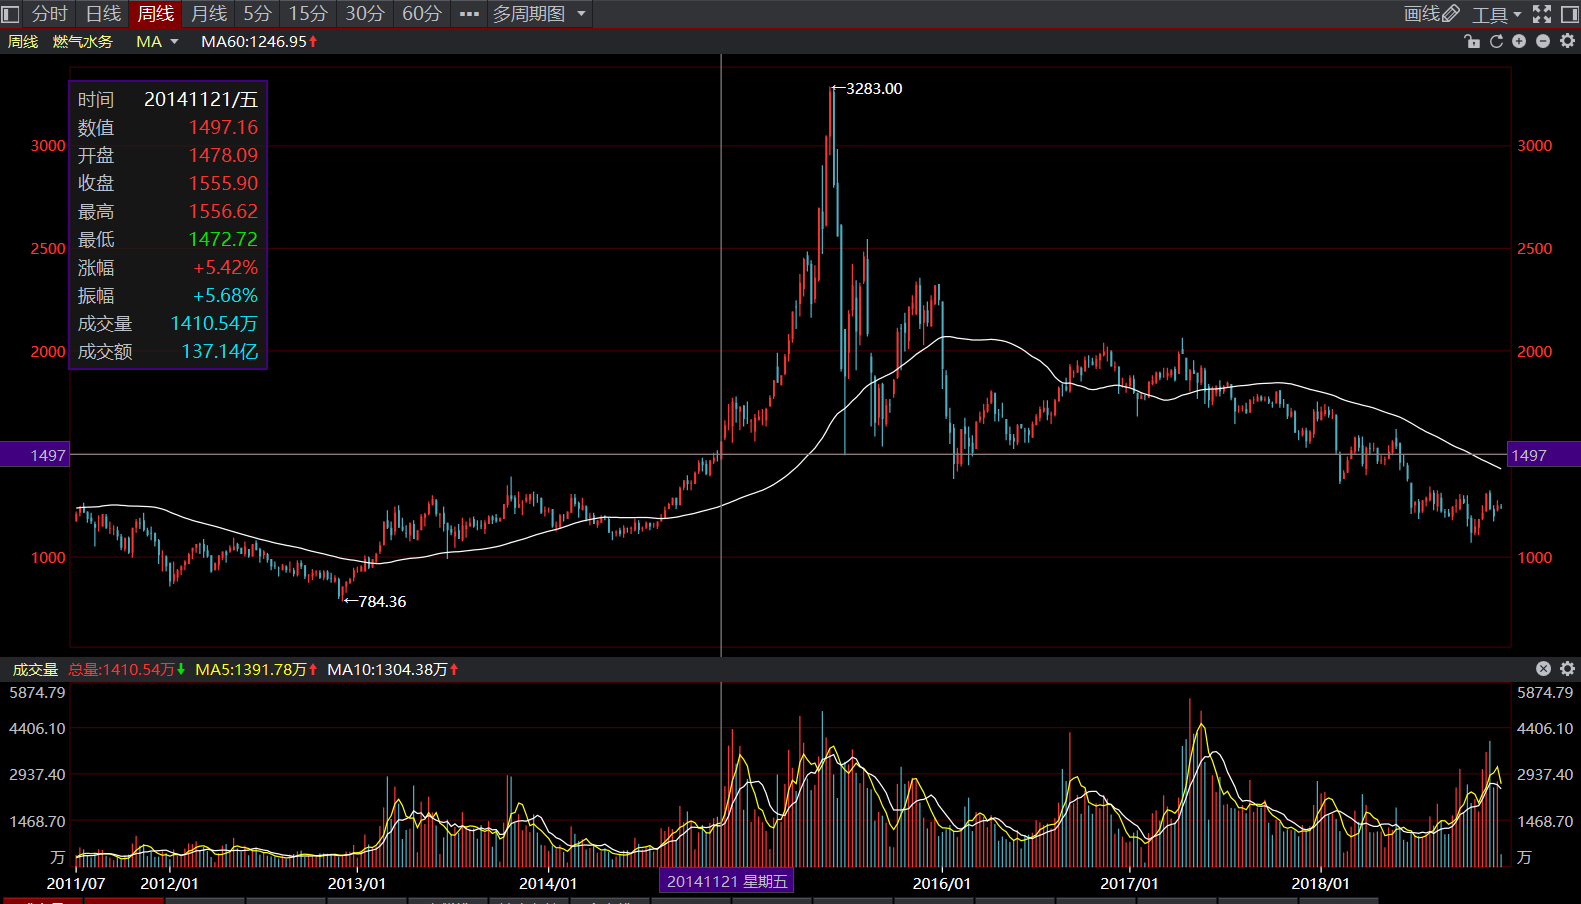 分时 日线 周线 月线 5分 15分 30分 60分 ••• 多周期图 画线 工具
周线 燃气水务 MA MA60:1246.95
时间 20141121/五
数值 1497.16
开盘 1478.09
收盘 1555.90
最高 1556.62
最低 1472.72
涨幅 +5.42%
振幅 +5.68%
成交量 1410.54万
成交额 137.14亿
3283.00
3000 3000
2500 2500
2000 2000
1497 1497
1000 1000
784.36
成交量 总量:1410.54万 MA5:1391.78万 MA10:1304.38万
5874.79 5874.79
4406.10 4406.10
2937.40 2937.40
1468.70 1468.70
万 万
2011/07 2012/01 2013/01 2014/01 20141121 星期五 2016/01 2017/01 2018/01